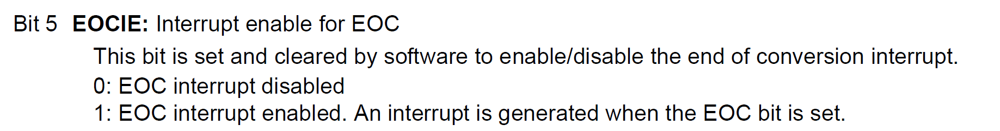 Bit 5 EOCIE: Interrupt enable for EOC
This bit is set and cleared by software to enable/disable the end of conversion interrupt.
0: EOC interrupt disabled
1: EOC interrupt enabled. An interrupt is generated when the EOC bit is set.